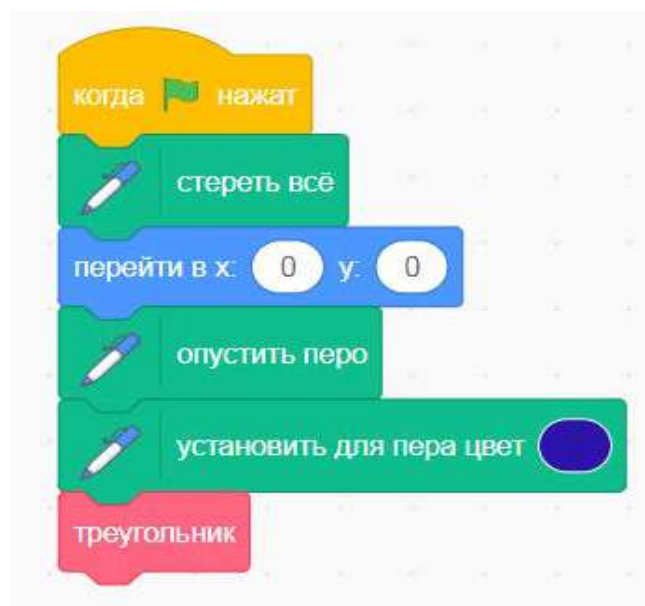 когда нажат
стереть всё
перейти в x: 0 y: 0
опустить перо
установить для пера цвет
треугольник